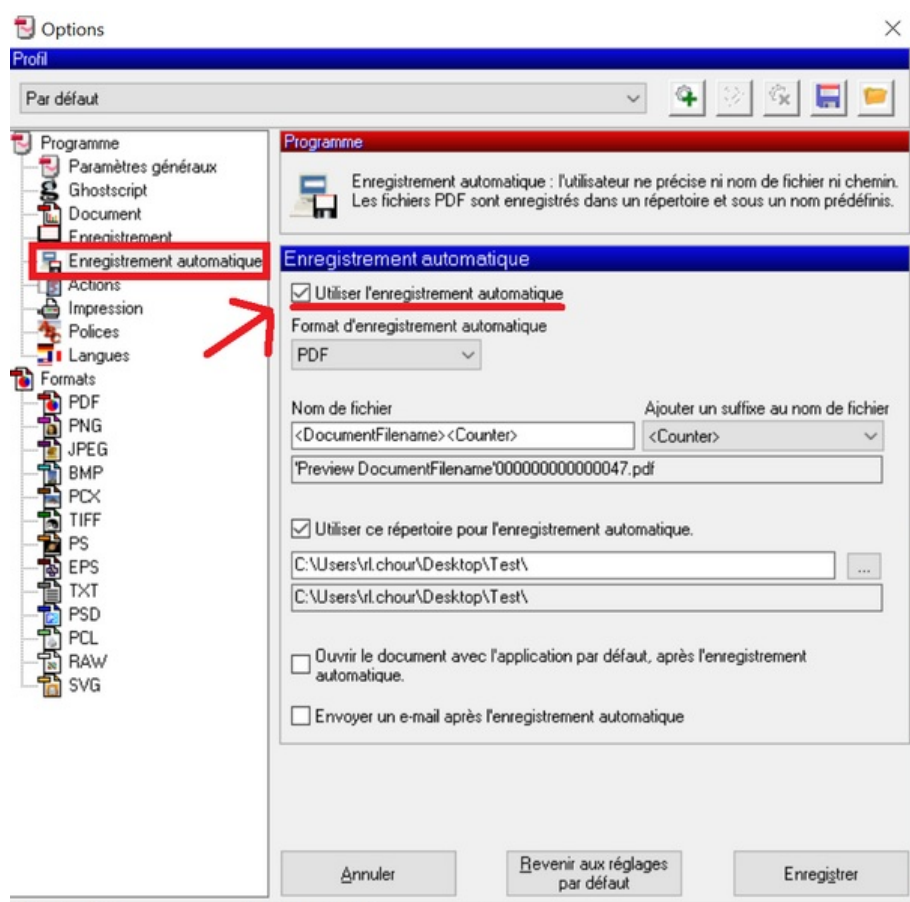 Options
Profil
Par défaut
Programme
Paramètres généraux
Ghostscript
Document
Enregistrement
Enregistrement automatique
Actions
Impression
Polices
Langues
Formats
PDF
PNG
JPEG
BMP
PCX
TIFF
PS
EPS
TXT
PSD
PCL
RAW
SVG
Programme
Enregistrement automatique : l'utilisateur ne précise ni nom de fichier ni chemin.
Les fichiers PDF sont enregistrés dans un répertoire et sous un nom prédéfinis.
Enregistrement automatique
Utiliser l'enregistrement automatique
Format d'enregistrement automatique
PDF
Nom de fichier
Ajouter un suffixe au nom de fichier
<DocumentFilename><Counter>
<Counter>
'Preview DocumentFilename'000000000000047.pdf
Utiliser ce répertoire pour l'enregistrement automatique.
C:\Users\rl.chour\Desktop\Test\
...
C:\Users\rl.chour\Desktop\Test\
Ouvrir le document avec l'application par défaut, après l'enregistrement
automatique.
Envoyer un e-mail après l'enregistrement automatique
Annuler
Revenir aux réglages
par défaut
Enregistrer